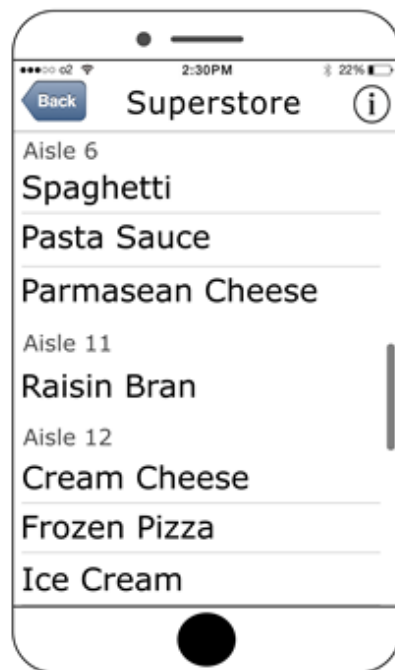 o2 2:30PM 22%
Back Superstore i
Aisle 6
Spaghetti
Pasta Sauce
Parmasean Cheese
Aisle 11
Raisin Bran
Aisle 12
Cream Cheese
Frozen Pizza
Ice Cream